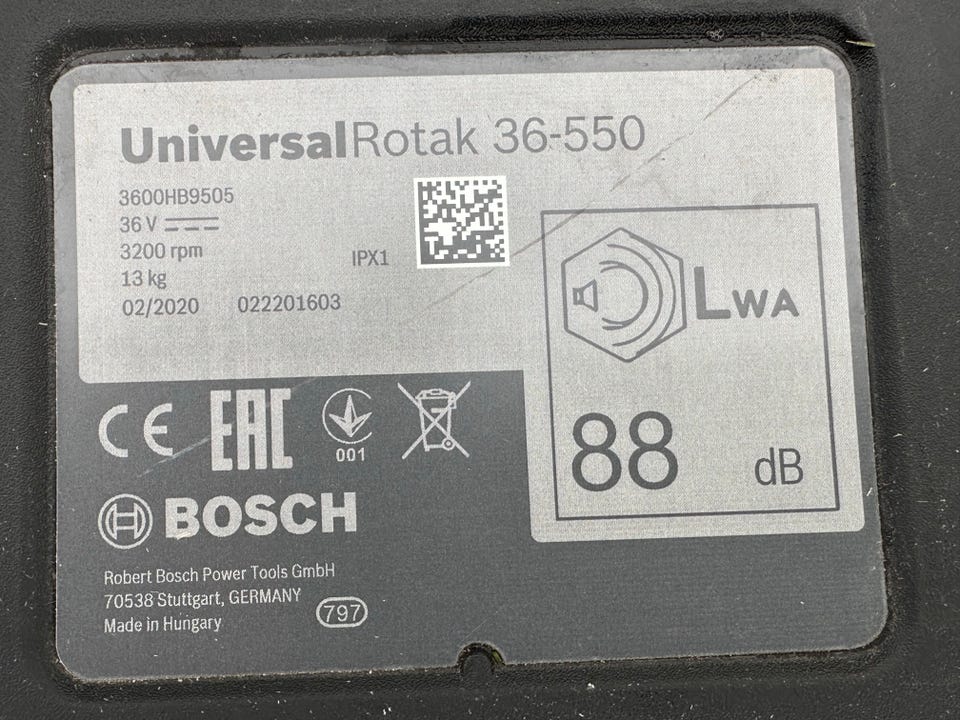 UniversalRotak 36-550
3600HB9505
36 V
3200 rpm
IPX1
13 kg
02/2020 022201603
LWA
88 dB
CE EAC
001
BOSCH
Robert Bosch Power Tools GmbH
70538 Stuttgart, GERMANY
Made in Hungary
797